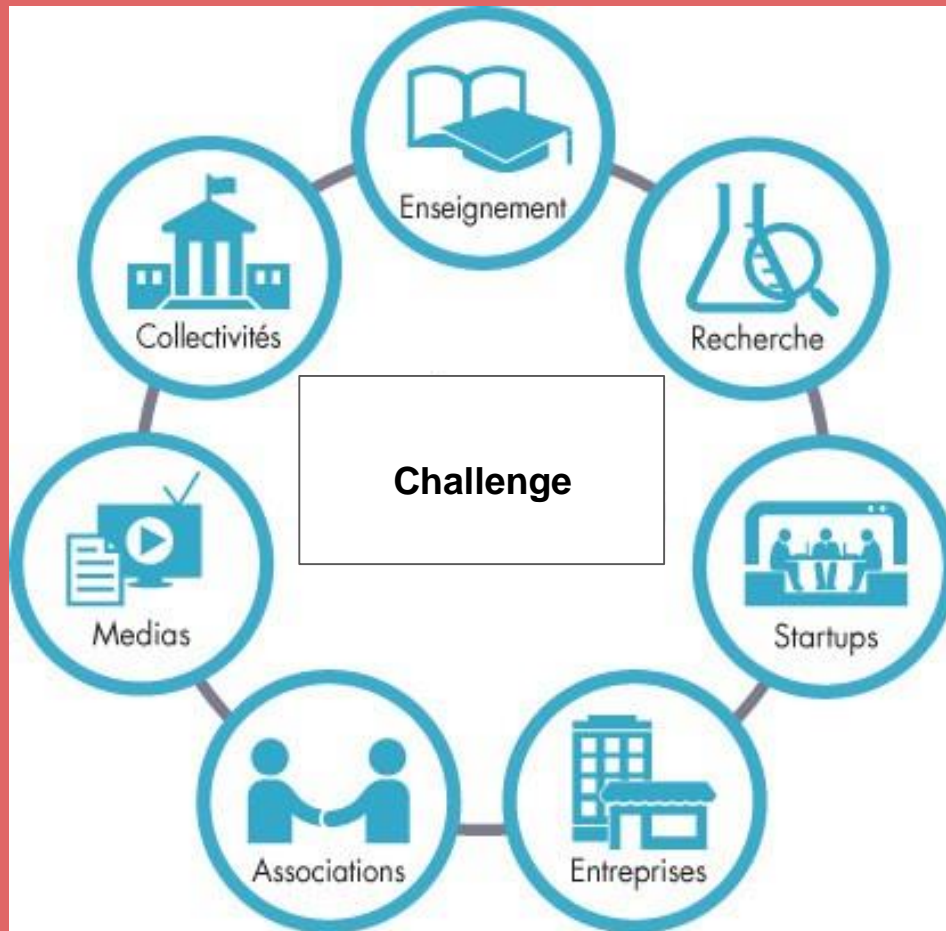 Enseignement
Collectivités
Recherche
Challenge
Medias
Startups
Associations
Entreprises